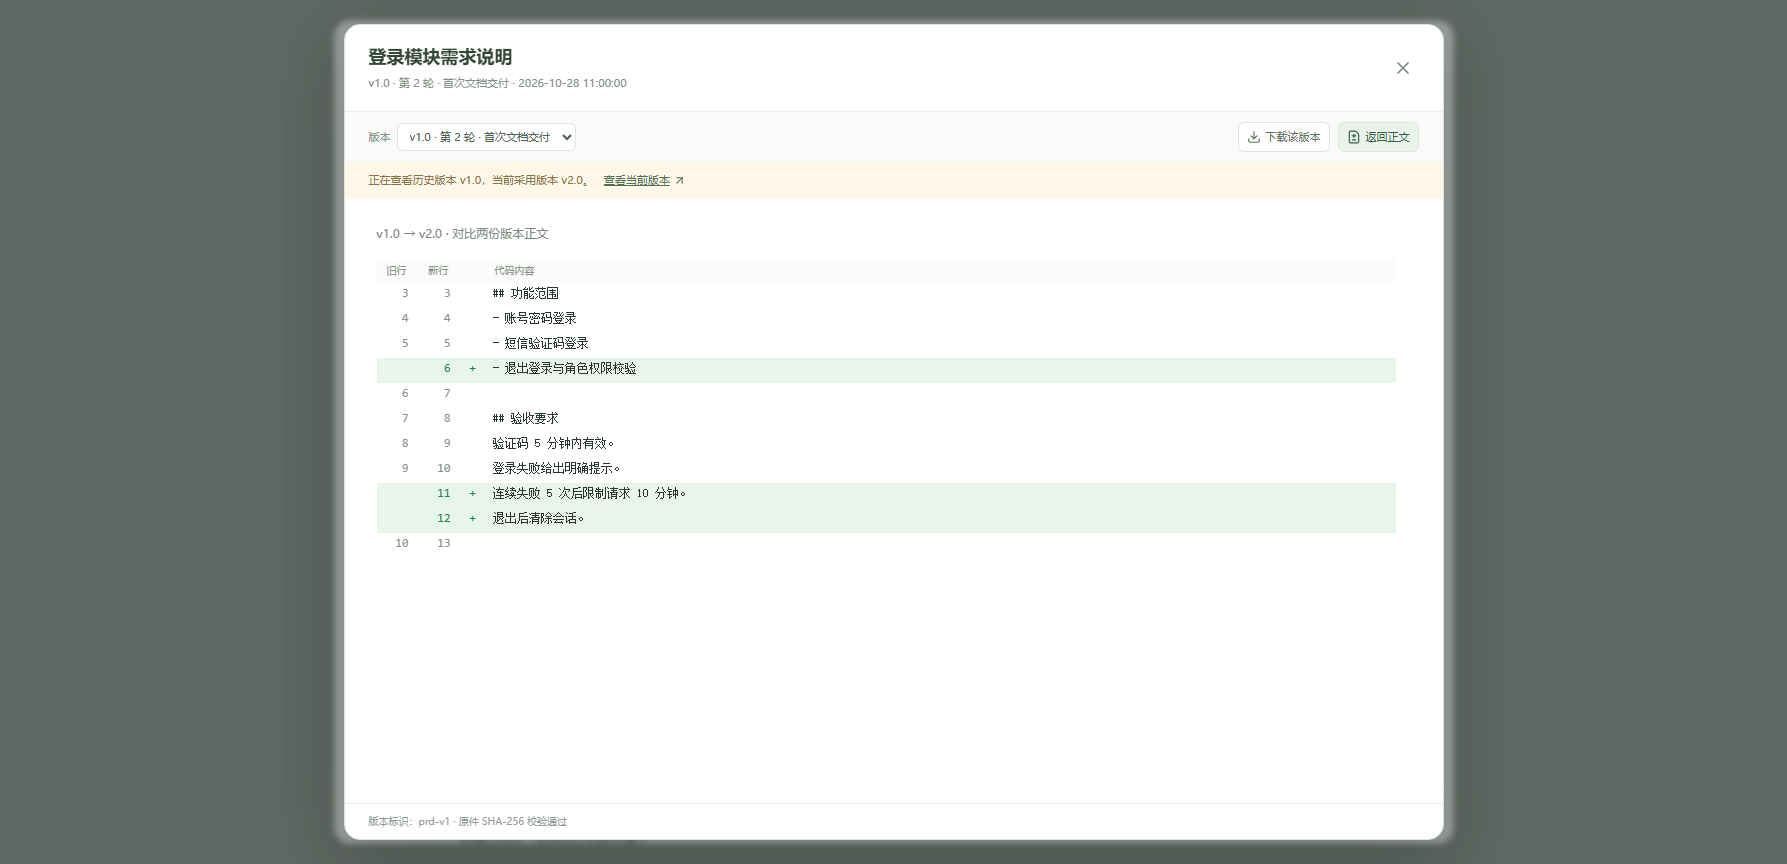 登录模块需求说明
v1.0 · 第 2 轮 · 首次文档交付 · 2026-10-28 11:00:00
版本 v1.0 · 第 2 轮 · 首次文档交付 下载该版本 返回正文
正在查看历史版本 v1.0，当前采用版本 v2.0。 查看当前版本
v1.0 → v2.0 · 对比两份版本正文
旧行 新行 代码内容
3 3 ## 功能范围
4 4 - 账号密码登录
5 5 - 短信验证码登录
6 + - 退出登录与角色权限校验
6 7
7 8 ## 验收要求
8 9 验证码 5 分钟内有效。
9 10 登录失败给出明确提示。
11 + 连续失败 5 次后限制请求 10 分钟。
12 + 退出后清除会话。
10 13
版本标识：prd-v1 · 原件 SHA-256 校验通过